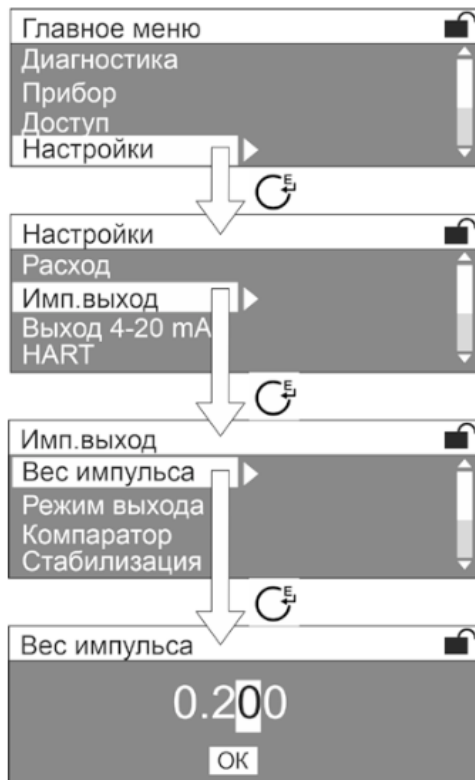 Главное меню
Диагностика
Прибор
Доступ
Настройки
E
Настройки
Расход
Имп.выход
Выход 4-20 mA
HART
E
Имп.выход
Вес импульса
Режим выхода
Компаратор
Стабилизация
E
Вес импульса
0.200
OK